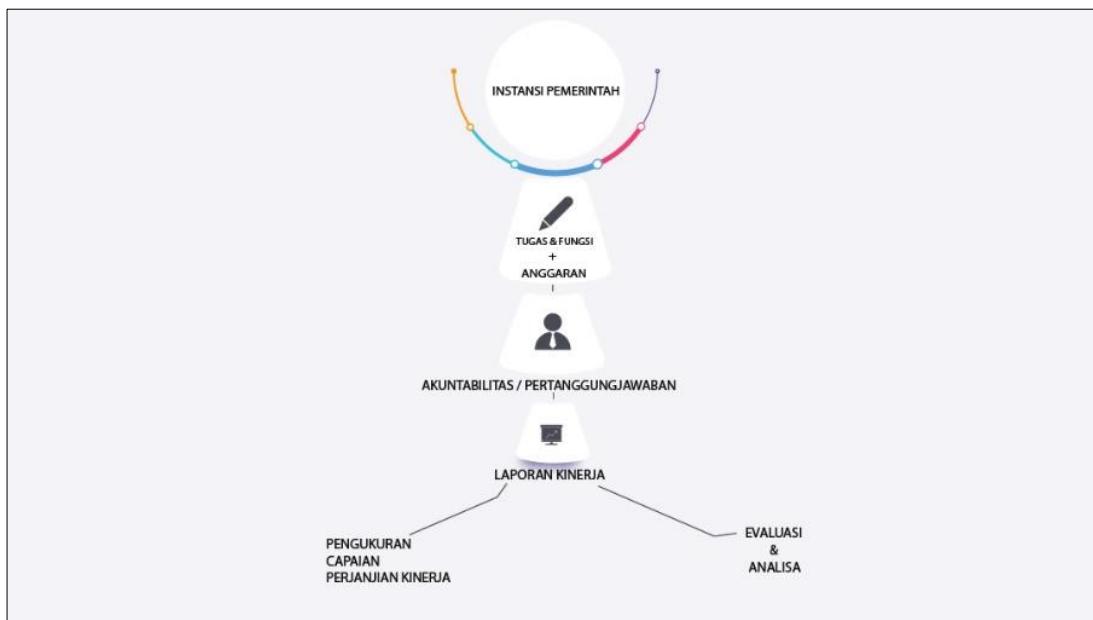 INSTANSI PEMERINTAH
TUGAS & FUNGSI
+
ANGGARAN
AKUNTABILITAS / PERTANGGUNGJAWABAN
LAPORAN KINERJA
PENGUKURAN
CAPAIAN
PERJANJIAN KINERJA
EVALUASI
&
ANALISA